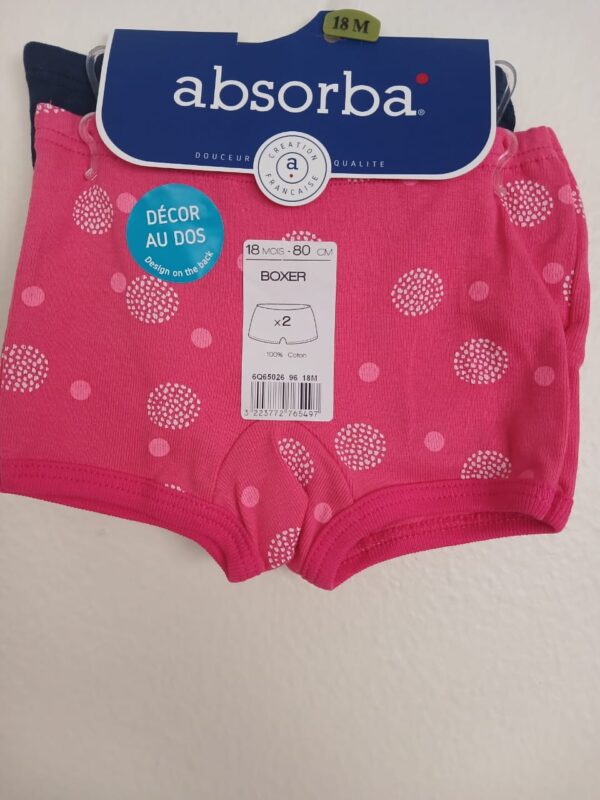 18 M
absorba®
DOUCEUR QUALITE
CREATION
a
FRANCAISE
DÉCOR
AU DOS
Design on the back
18 MOIS - 80 CM
BOXER
x2
100% Coton
6Q65026 96 18M
3 223772 765497